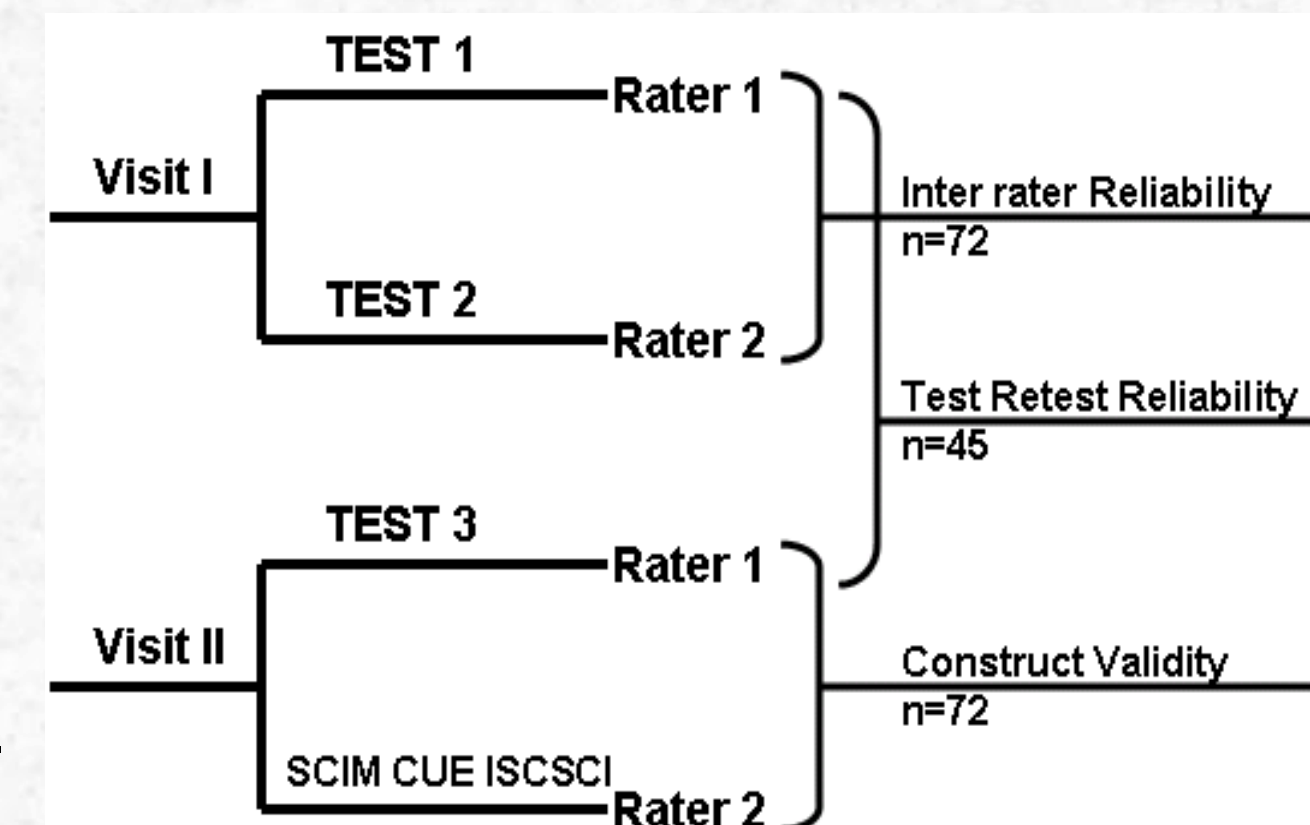 TEST 1
Rater 1
Visit I
Inter rater Reliability
n=72
TEST 2
Rater 2
Test Retest Reliability
n=45
TEST 3
Rater 1
Visit II
Construct Validity
n=72
SCIM CUE ISCSCI
Rater 2